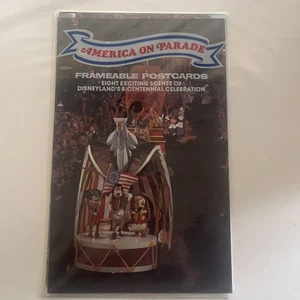 AMERICA ON PARADE
FRAMEABLE POSTCARDS
EIGHT EXCITING SCENES OF
DISNEYLAND'S BICENTENNIAL CELEBRATION